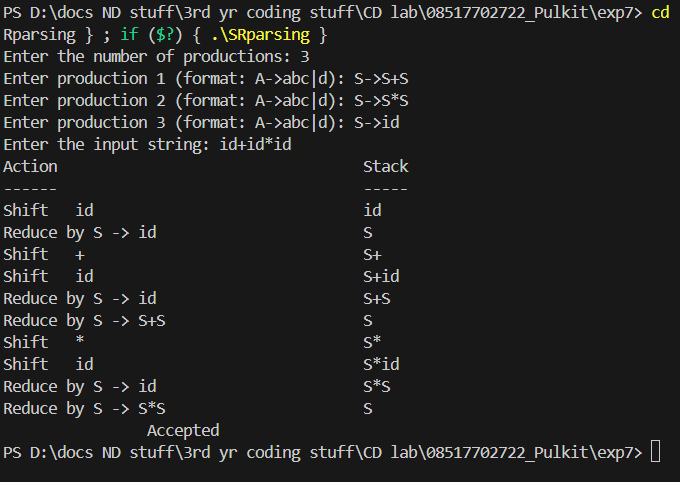 PS D:\docs ND stuff\3rd yr coding stuff\CD lab\08517702722_Pulkit\exp7> cd
Rparsing } ; if ($?) { .\SRparsing }
Enter the number of productions: 3
Enter production 1 (format: A->abc|d): S->S+S
Enter production 2 (format: A->abc|d): S->S*S
Enter production 3 (format: A->abc|d): S->id
Enter the input string: id+id*id
Action Stack
------ -----
Shift id id
Reduce by S -> id S
Shift + S+
Shift id S+id
Reduce by S -> id S+S
Reduce by S -> S+S S
Shift * S*
Shift id S*id
Reduce by S -> id S*S
Reduce by S -> S*S S
Accepted
PS D:\docs ND stuff\3rd yr coding stuff\CD lab\08517702722_Pulkit\exp7>